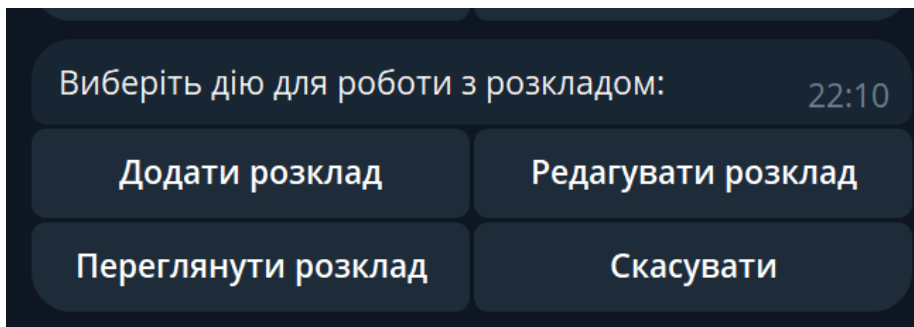 Виберіть дію для роботи з розкладом:
22:10
Додати розклад
Редагувати розклад
Переглянути розклад
Скасувати